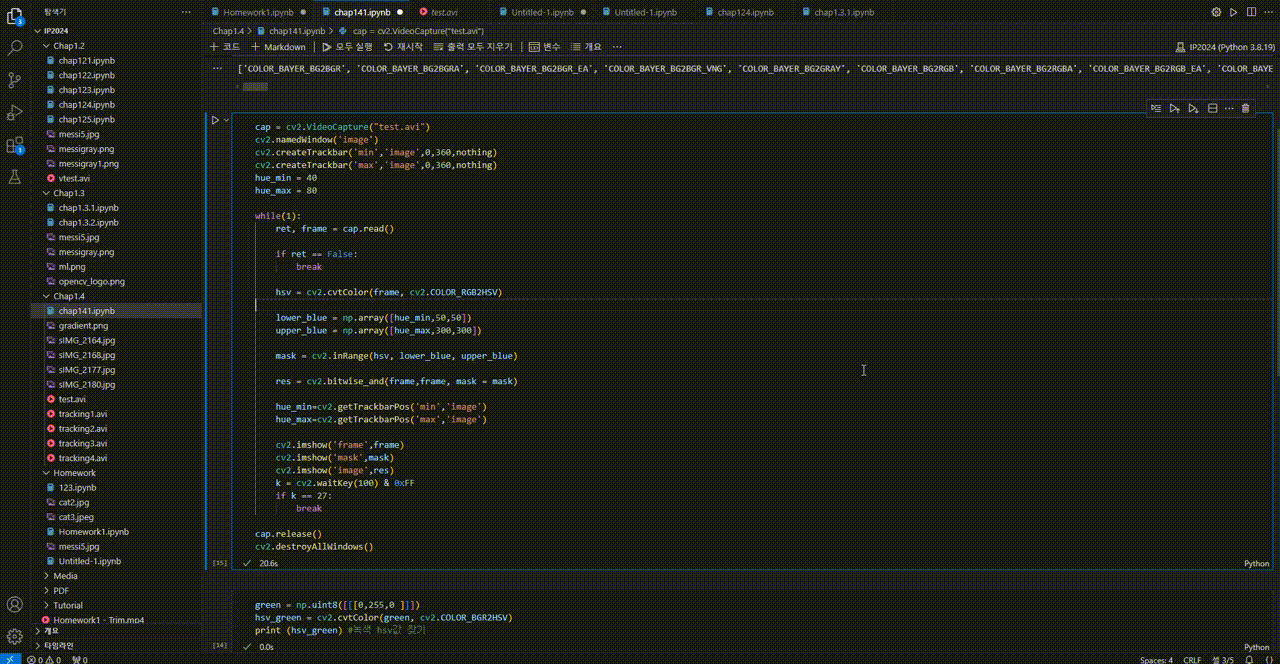 탐색기 ···
3
Homework1.ipynb
chap141.ipynb
test.avi
Untitled-1.ipynb
Untitled-1.ipynb
chap124.ipynb
chap1.3.1.ipynb
Chap1.4 > chap141.ipynb > cap = cv2.VideoCapture("test.avi")
+ 코드 + Markdown | 모두 실행 재시작 출력 모두 지우기 | 변수 개요 ···
IP2024 (Python 3.8.19)
IP2024
Chap1.2
chap121.ipynb
chap122.ipynb
chap123.ipynb
chap124.ipynb
chap125.ipynb
messi5.jpg
messigray.png
messigray1.png
vtest.avi
Chap1.3
chap1.3.1.ipynb
chap1.3.2.ipynb
messi5.jpg
messigray.png
ml.png
opencv_logo.png
Chap1.4
chap141.ipynb
gradient.png
sIMG_2164.jpg
sIMG_2168.jpg
sIMG_2177.jpg
sIMG_2180.jpg
test.avi
tracking1.avi
tracking2.avi
tracking3.avi
tracking4.avi
Homework
123.ipynb
cat2.jpg
cat3.jpeg
Homework1.ipynb
messi5.jpg
Untitled-1.ipynb
Media
PDF
Tutorial
Homework1 - Trim.mp4
개요
타임라인
['COLOR_BAYER_BG2BGR', 'COLOR_BAYER_BG2BGRA', 'COLOR_BAYER_BG2BGR_EA', 'COLOR_BAYER_BG2BGR_VNG', 'COLOR_BAYER_BG2GRAY', 'COLOR_BAYER_BG2RGB', 'COLOR_BAYER_BG2RGBA', 'COLOR_BAYER_BG2RGB_EA', 'COLOR_BAYE
cap = cv2.VideoCapture("test.avi")
cv2.namedWindow('image')
cv2.createTrackbar('min','image',0,360,nothing)
cv2.createTrackbar('max','image',0,360,nothing)
hue_min = 40
hue_max = 80
while(1):
ret, frame = cap.read()
if ret == False:
break
hsv = cv2.cvtColor(frame, cv2.COLOR_RGB2HSV)
lower_blue = np.array([hue_min,50,50])
upper_blue = np.array([hue_max,300,300])
mask = cv2.inRange(hsv, lower_blue, upper_blue)
res = cv2.bitwise_and(frame,frame, mask = mask)
hue_min=cv2.getTrackbarPos('min','image')
hue_max=cv2.getTrackbarPos('max','image')
cv2.imshow('frame',frame)
cv2.imshow('mask',mask)
cv2.imshow('image',res)
k = cv2.waitKey(100) & 0xFF
if k == 27:
break
cap.release()
cv2.destroyAllWindows()
[15] 20.6s Python
green = np.uint8([[[0,255,0 ]]])
hsv_green = cv2.cvtColor(green, cv2.COLOR_BGR2HSV)
print (hsv_green) #녹색 hsv값 찾기
[14] 0.0s Python
0 0 0 Spaces: 4 CRLF 셀 3/5